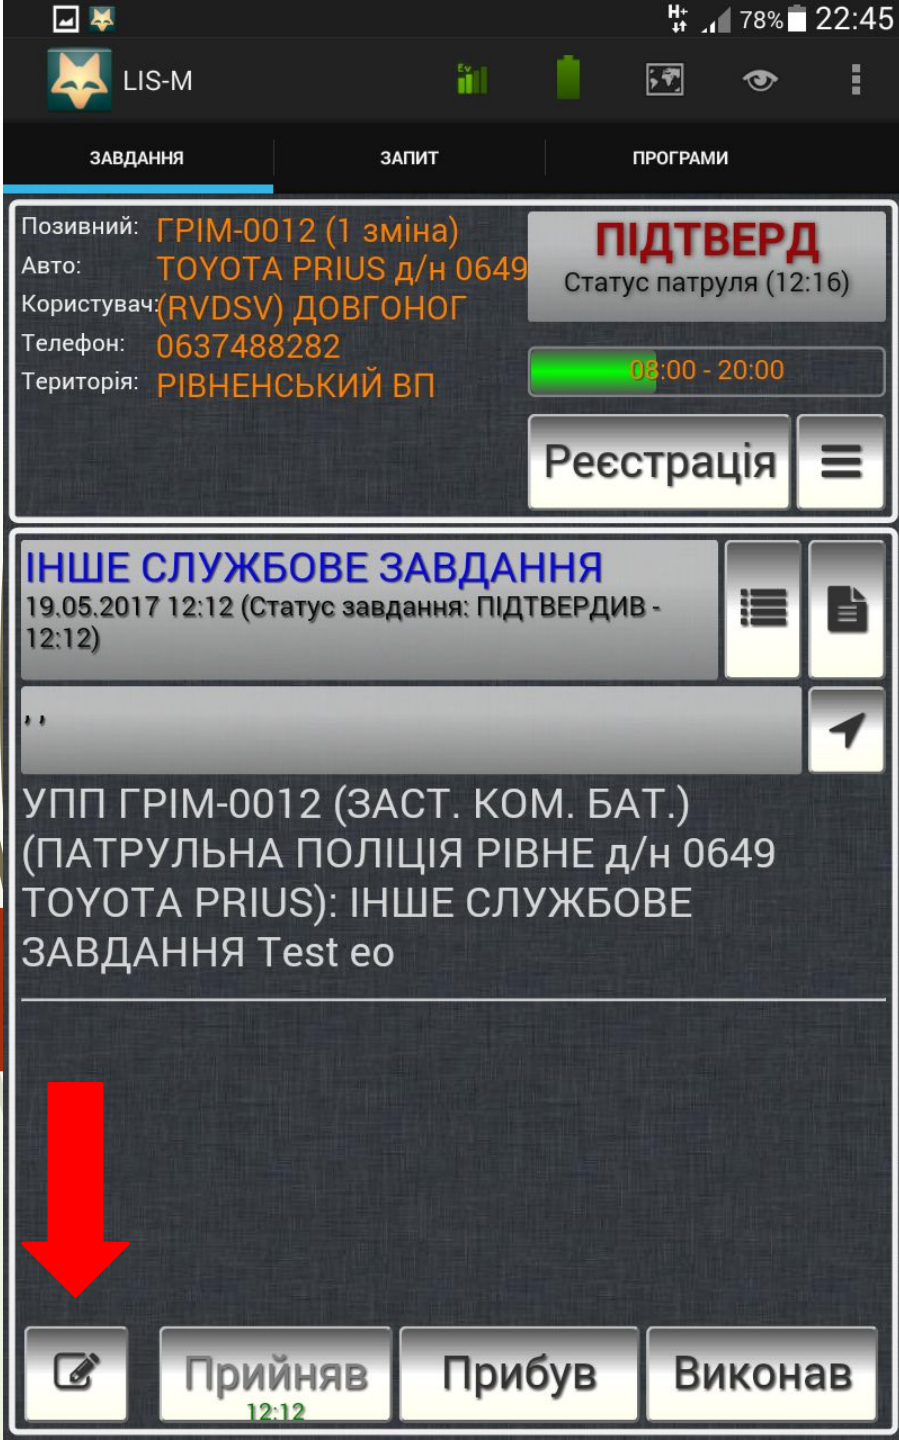 H+ 78% 22:45
LIS-M Ev
ЗАВДАННЯ ЗАПИТ ПРОГРАМИ
Позивний: ГРІМ-0012 (1 зміна)
Авто: TOYOTA PRIUS д/н 0649
Користувач: (RVDSV) ДОВГОНОГ
Телефон: 0637488282
Територія: РІВНЕНСЬКИЙ ВП
ПІДТВЕРД
Статус патруля (12:16)
08:00 - 20:00
Реєстрація
ІНШЕ СЛУЖБОВЕ ЗАВДАННЯ
19.05.2017 12:12 (Статус завдання: ПІДТВЕРДИВ -
12:12)
, ,
УПП ГРІМ-0012 (ЗАСТ. КОМ. БАТ.)
(ПАТРУЛЬНА ПОЛІЦІЯ РІВНЕ д/н 0649
TOYOTA PRIUS): ІНШЕ СЛУЖБОВЕ
ЗАВДАННЯ Test eo
Прийняв Прибув Виконав
12:12